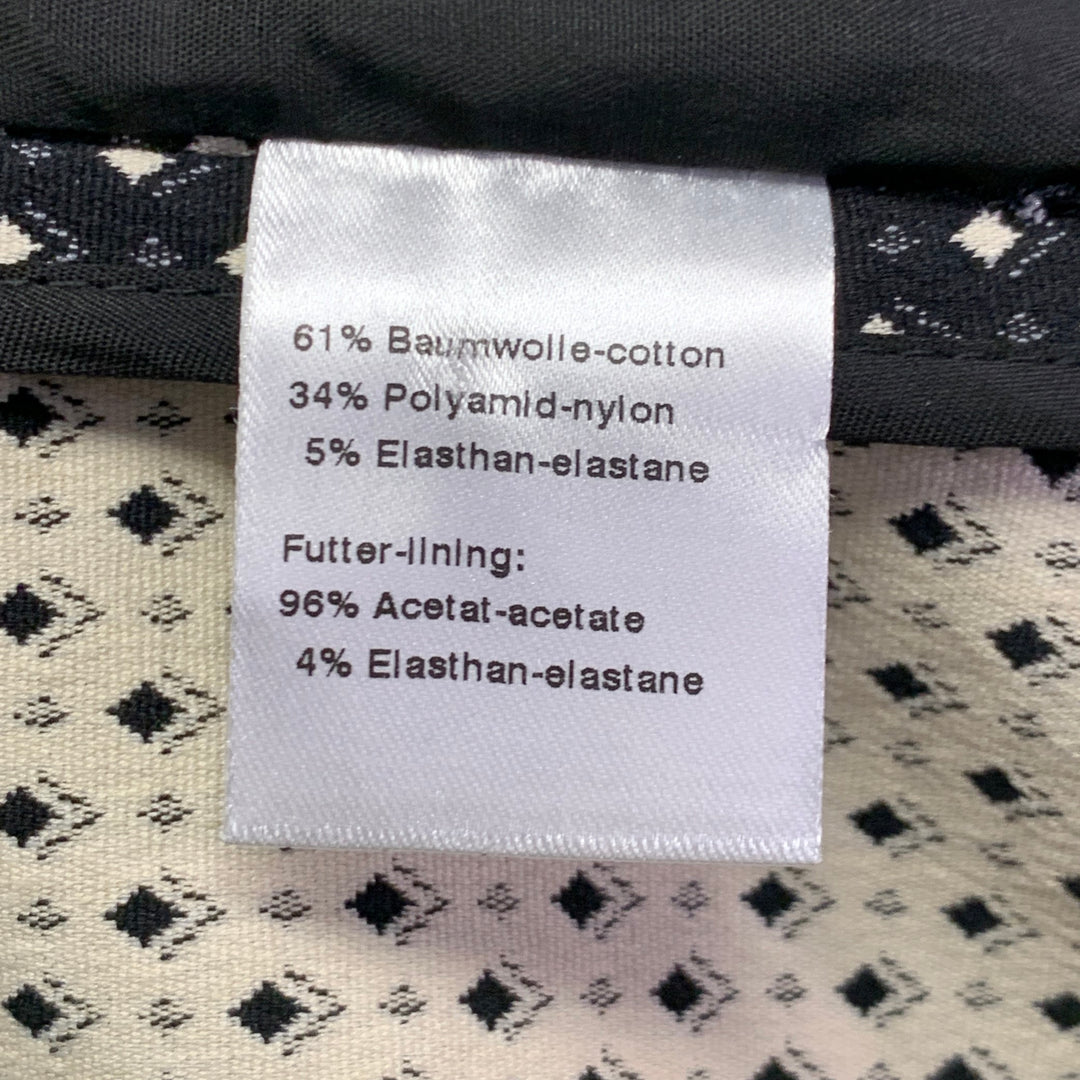 61% Baumwolle-cotton
34% Polyamid-nylon
5% Elasthan-elastane
Futter-lining:
96% Acetat-acetate
4% Elasthan-elastane